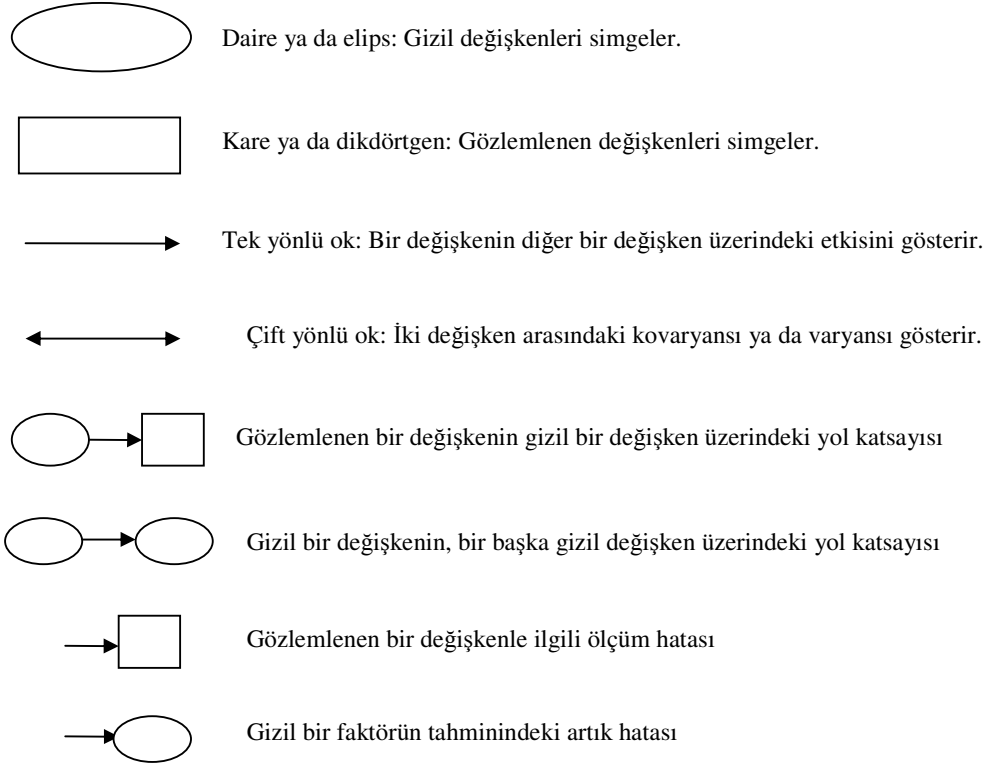 Daire ya da elips: Gizil değişkenleri simgeler.
Kare ya da dikdörtgen: Gözlemlenen değişkenleri simgeler.
Tek yönlü ok: Bir değişkenin diğer bir değişken üzerindeki etkisini gösterir.
Çift yönlü ok: İki değişken arasındaki kovaryansı ya da varyansı gösterir.
Gözlemlenen bir değişkenin gizil bir değişken üzerindeki yol katsayısı
Gizil bir değişkenin, bir başka gizil değişken üzerindeki yol katsayısı
Gözlemlenen bir değişkenle ilgili ölçüm hatası
Gizil bir faktörün tahminindeki artık hatası